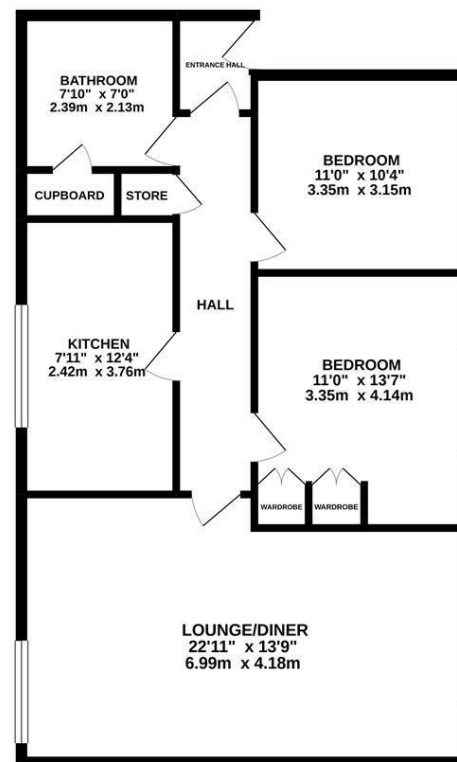 ENTRANCE HALL
BATHROOM
7'10" x 7'0"
2.39m x 2.13m
BEDROOM
11'0" x 10'4"
3.35m x 3.15m
CUPBOARD
STORE
HALL
KITCHEN
7'11" x 12'4"
2.42m x 3.76m
BEDROOM
11'0" x 13'7"
3.35m x 4.14m
WARDROBE
WARDROBE
LOUNGE/DINER
22'11" x 13'9"
6.99m x 4.18m